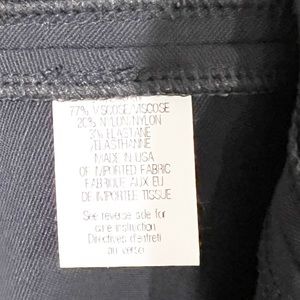 77% VISCOSE/VISCOSE
20% NYLON/NYLON
3% ELASTANE
/ELASTHANNE
MADE IN USA
OF IMPORTED FABRIC
FABRIQUE AUX EU
DE IMPORTEE TISSUE
See reverse side for
care instruction
Directives d'entreti
au verso